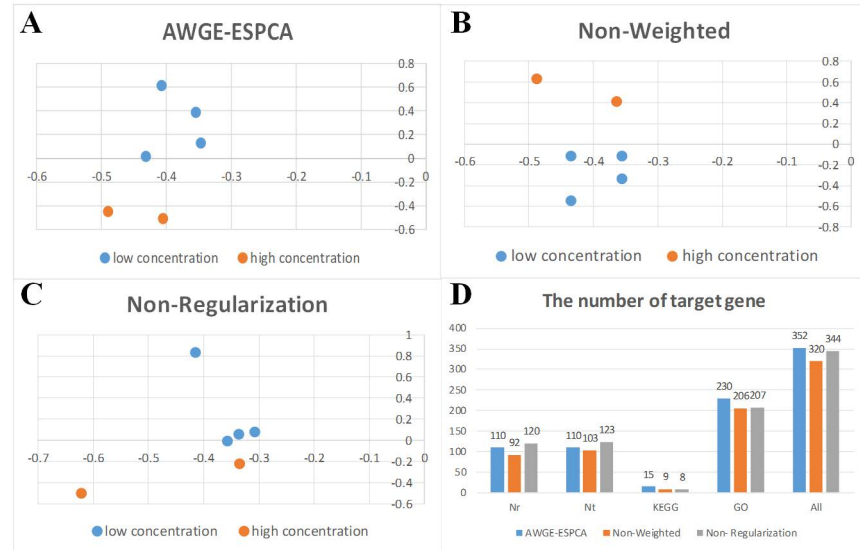 A
AWGE-ESPCA
0.8
0.6
0.4
0.2
0
-0.2
-0.4
-0.6
-0.6 -0.5 -0.4 -0.3 -0.2 -0.1 0
low concentration high concentration
B
Non-Weighted
0.8
0.6
0.4
0.2
0
-0.2
-0.4
-0.6
-0.8
-0.6 -0.5 -0.4 -0.3 -0.2 -0.1 0
low concentration high concentration
C
Non-Regularization
1
0.8
0.6
0.4
0.2
0
-0.2
-0.4
-0.6
-0.7 -0.6 -0.5 -0.4 -0.3 -0.2 -0.1 0
low concentration high concentration
D
The number of target gene
400
350
300
250
200
150
100
50
0
110 92 120
110 103 123
15 9 8
230 206 207
352 320 344
Nr Nt KEGG GO All
AWGE-ESPCA Non-Weighted Non- Regularization